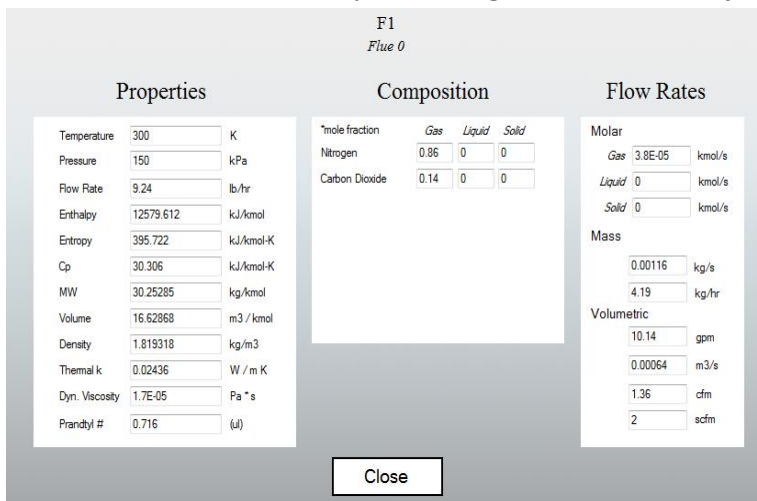 F1
Flue 0
Properties
Temperature 300 K
Pressure 150 kPa
Flow Rate 9.24 lb/hr
Enthalpy 12579.612 kJ/kmol
Entropy 395.722 kJ/kmol-K
Cp 30.306 kJ/kmol-K
MW 30.25285 kg/kmol
Volume 16.62868 m3 / kmol
Density 1.819318 kg/m3
Thermal k 0.02436 W / m K
Dyn. Viscosity 1.7E-05 Pa * s
Prandtyl # 0.716 (ul)
Composition
*mole fraction Gas Liquid Solid
Nitrogen 0.86 0 0
Carbon Dioxide 0.14 0 0
Flow Rates
Molar
Gas 3.8E-05 kmol/s
Liquid 0 kmol/s
Solid 0 kmol/s
Mass
0.00116 kg/s
4.19 kg/hr
Volumetric
10.14 gpm
0.00064 m3/s
1.36 cfm
2 scfm
Close